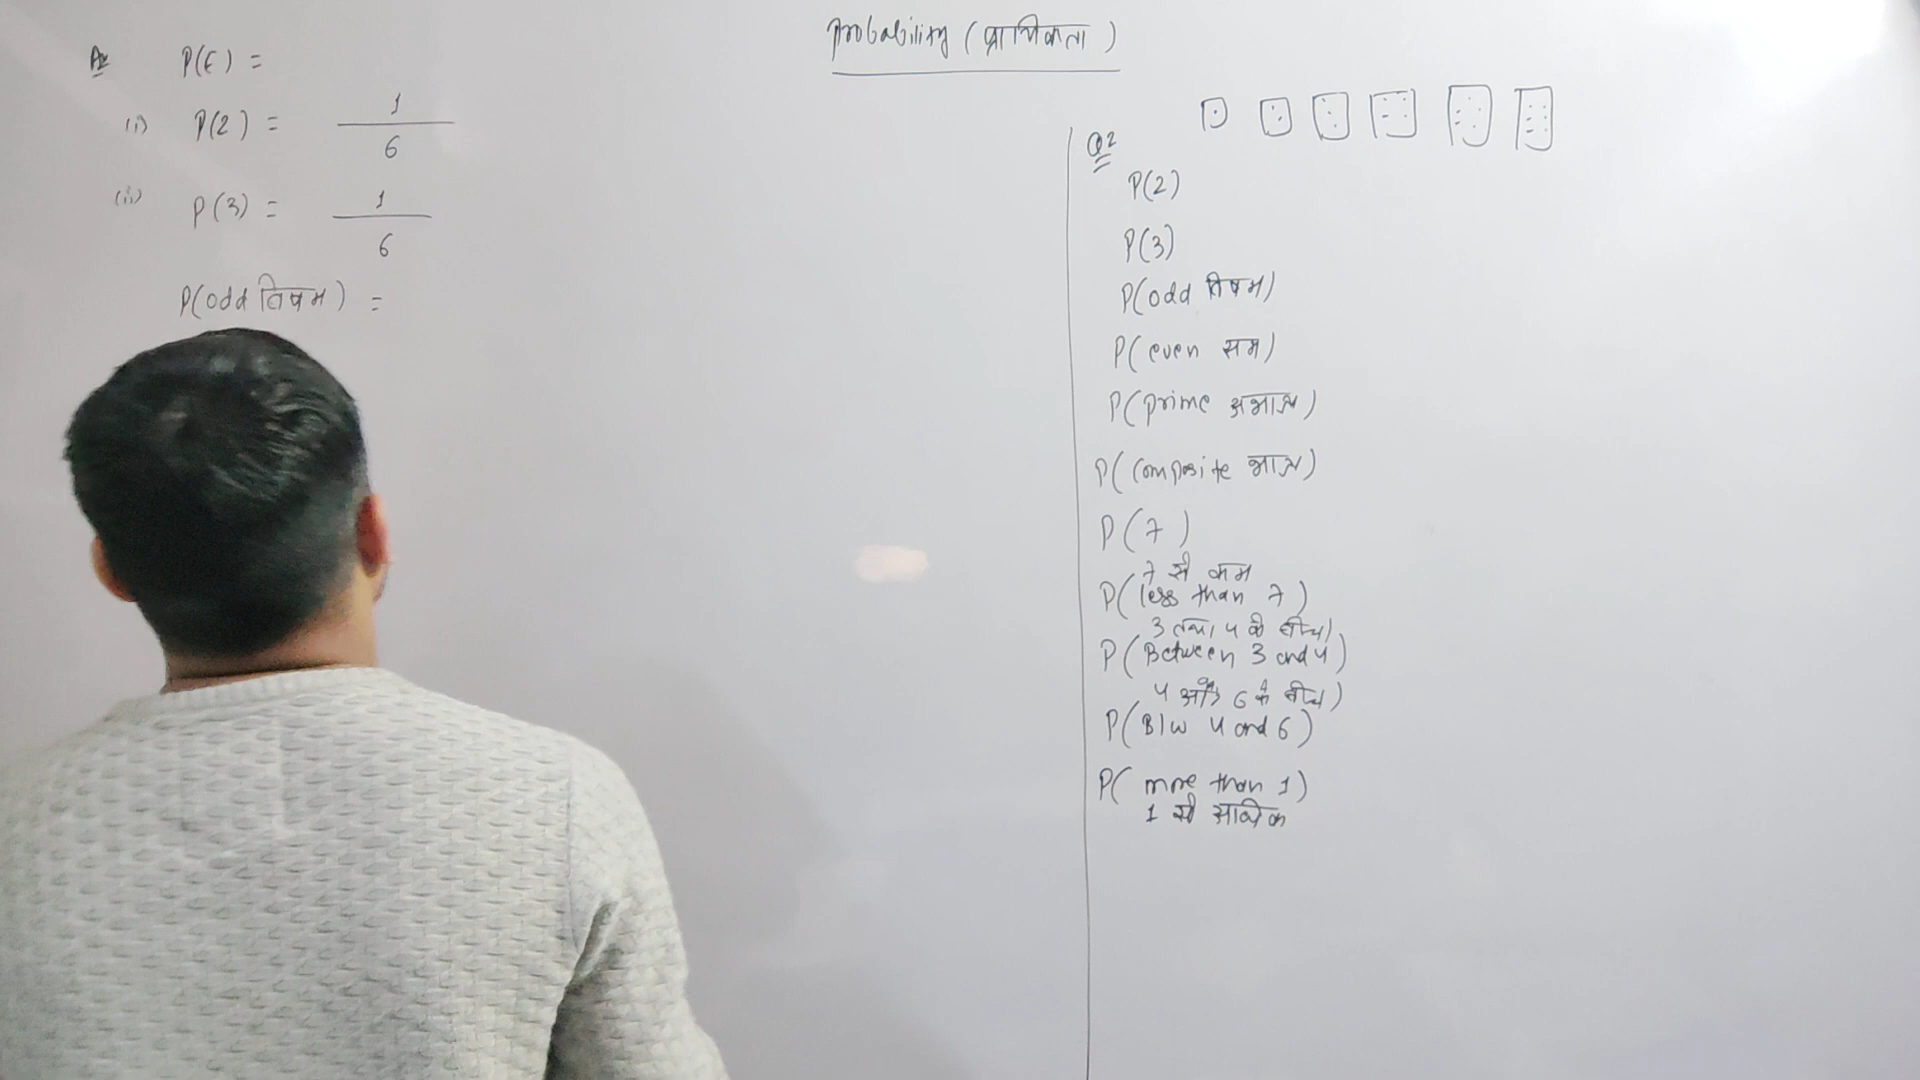 Probability (प्रायिकता)
P(E) =
(i) P(2) = 1/6
(ii) P(3) = 1/6
P(odd विषम) =
Q2
P(2)
P(3)
P(odd विषम)
P(even सम)
P(prime अभाज्य)
P(Composite भाज्य)
P(7)
7 से कम
P(less than 7)
3 तथा 4 के बीच)
P(Between 3 and 4)
4 और 6 के बीच)
P(B/w 4 and 6)
P(more than 1)
1 से अधिक